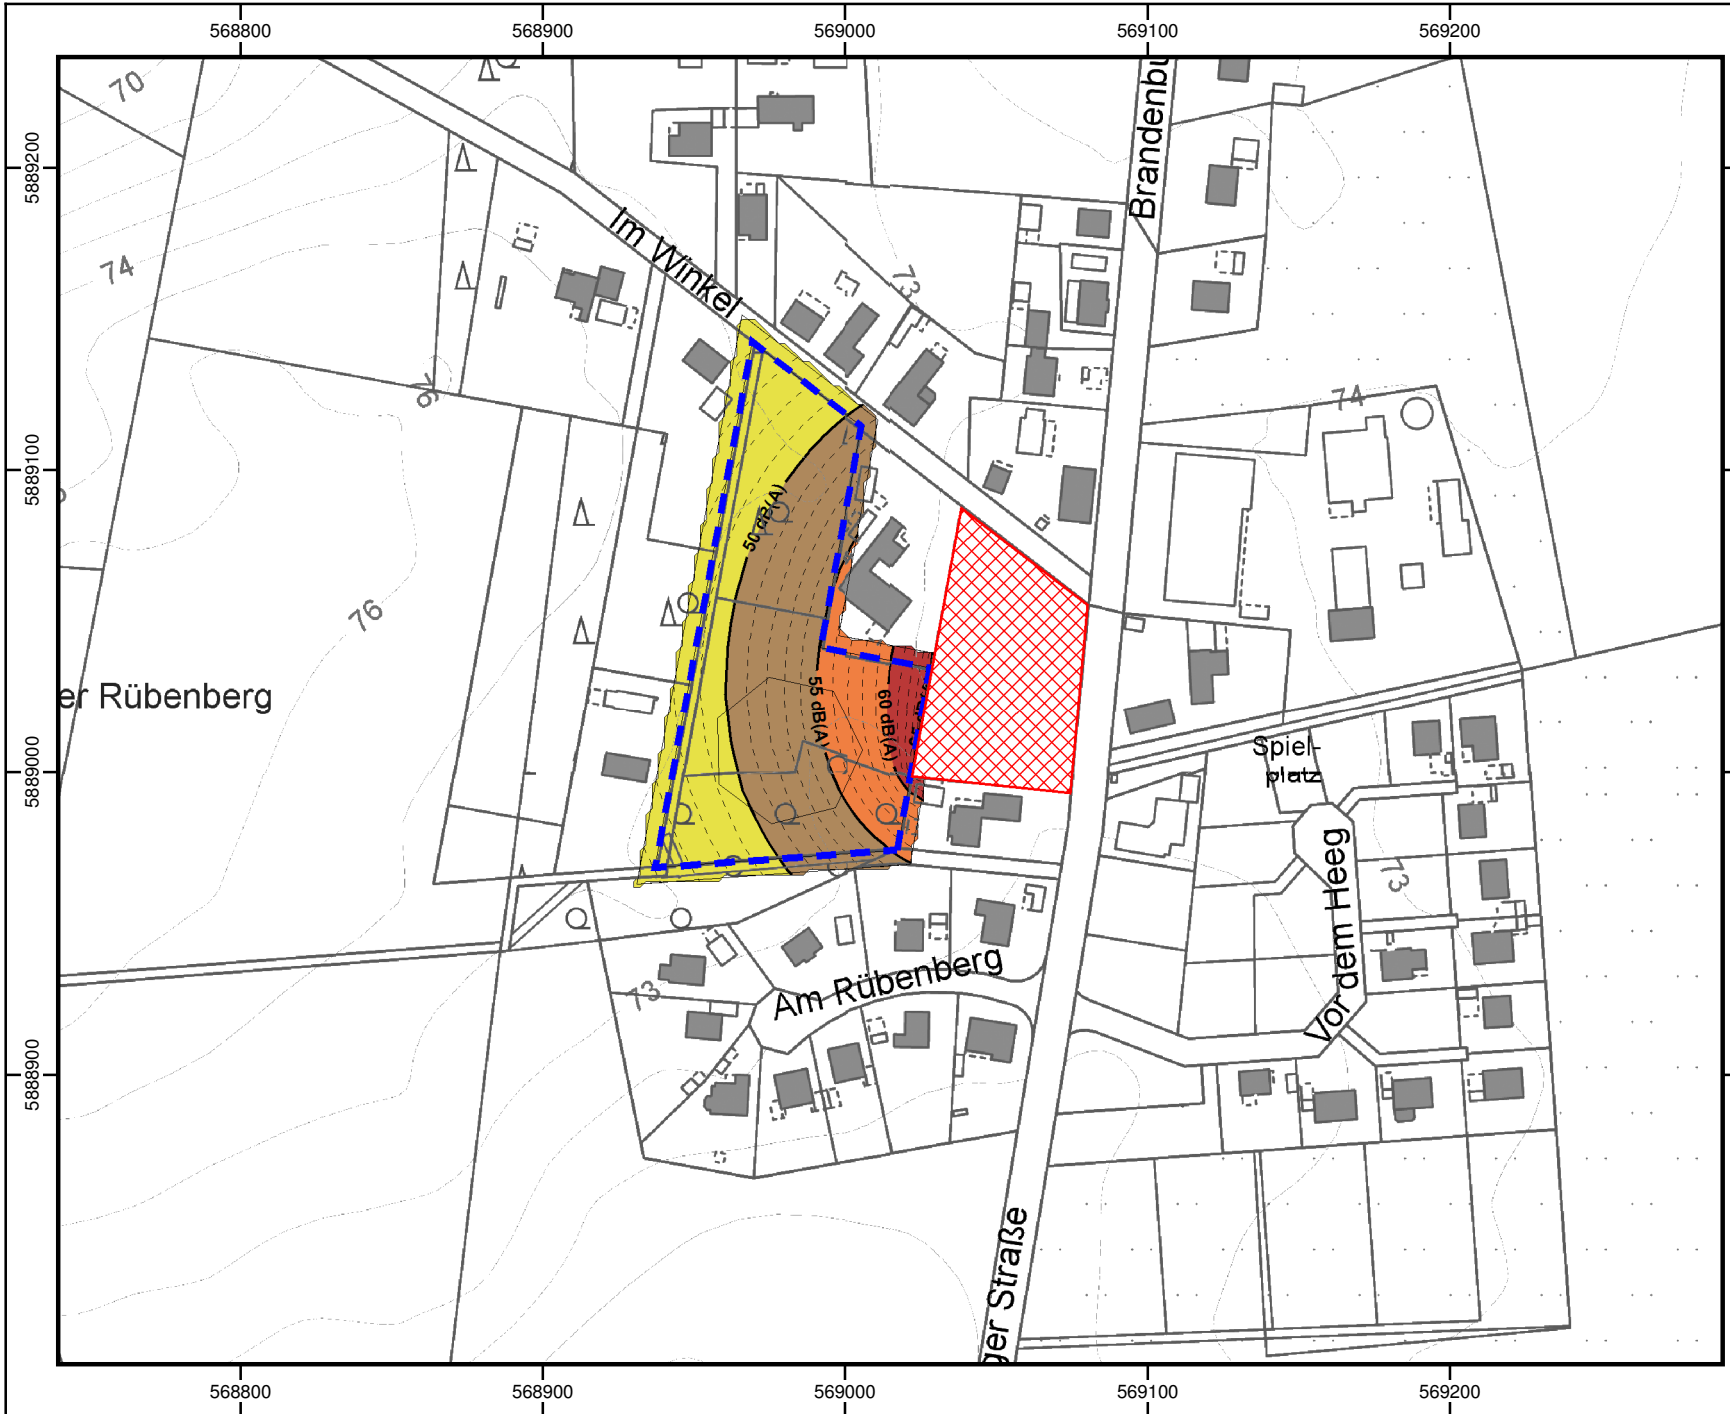 568800 568900 569000 569100 569200
70
Brandenbu
5889200
Im Winkel
74
73
76
74
5889100
50 dB(A)
76
er Rübenberg
55 dB(A
60 dB(A)
Spiel-
platz
5889000
Vor dem Heeg
73
Am Rübenberg
73
5888900
ger Straße
568800 568900 569000 569100 569200